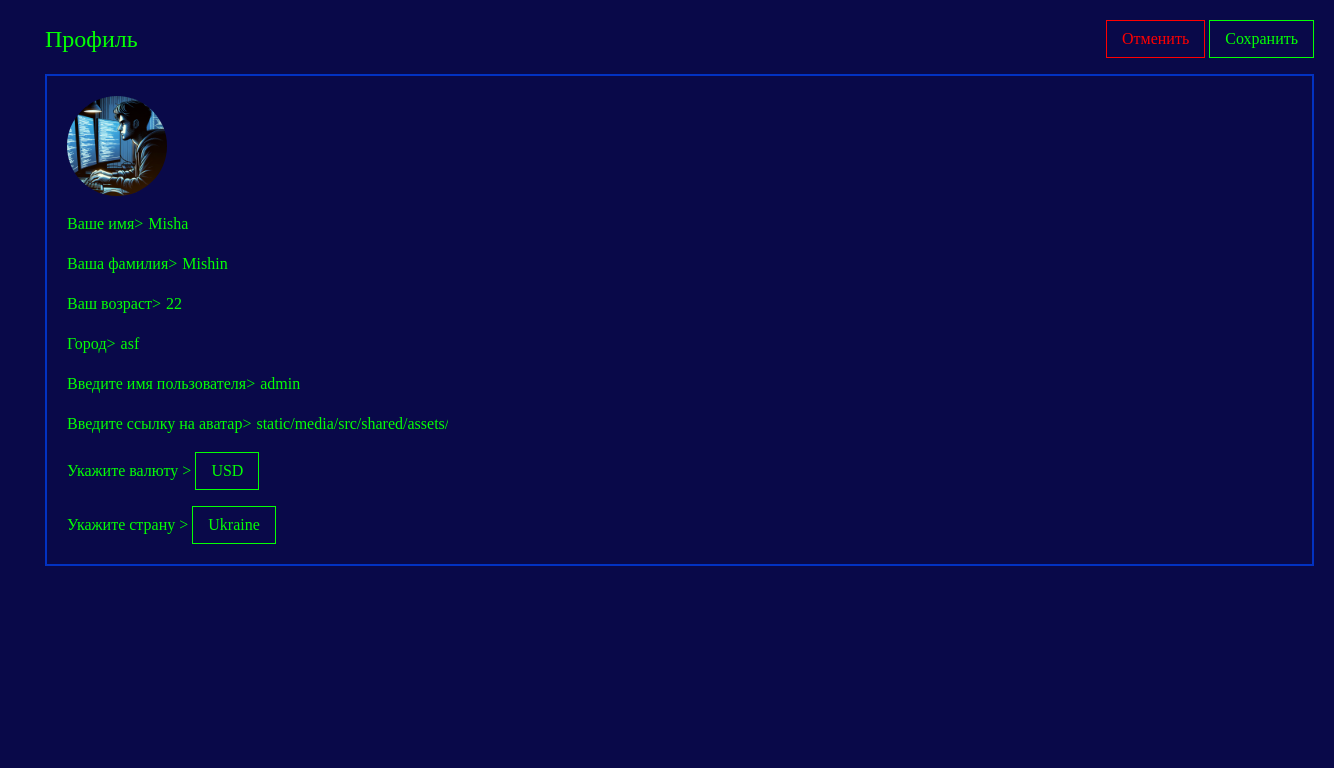 Профиль
Отменить Сохранить
Ваше имя> Misha
Ваша фамилия> Mishin
Ваш возраст> 22
Город> asf
Введите имя пользователя> admin
Введите ссылку на аватар> static/media/src/shared/assets/
Укажите валюту > USD
Укажите страну > Ukraine